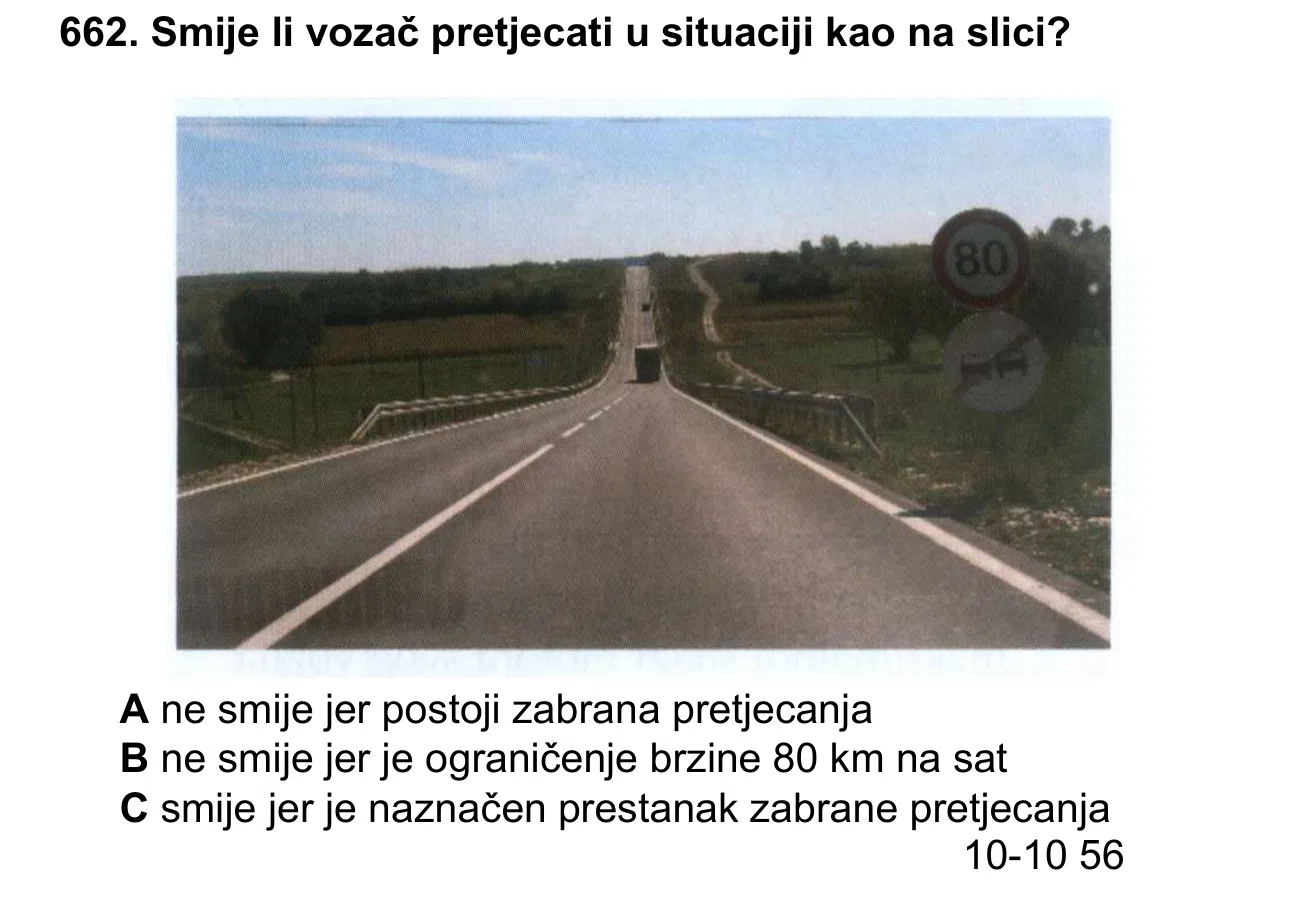 662. Smije li vozač pretjecati u situaciji kao na slici?
80
A ne smije jer postoji zabrana pretjecanja
B ne smije jer je ograničenje brzine 80 km na sat
C smije jer je naznačen prestanak zabrane pretjecanja
10-10 56